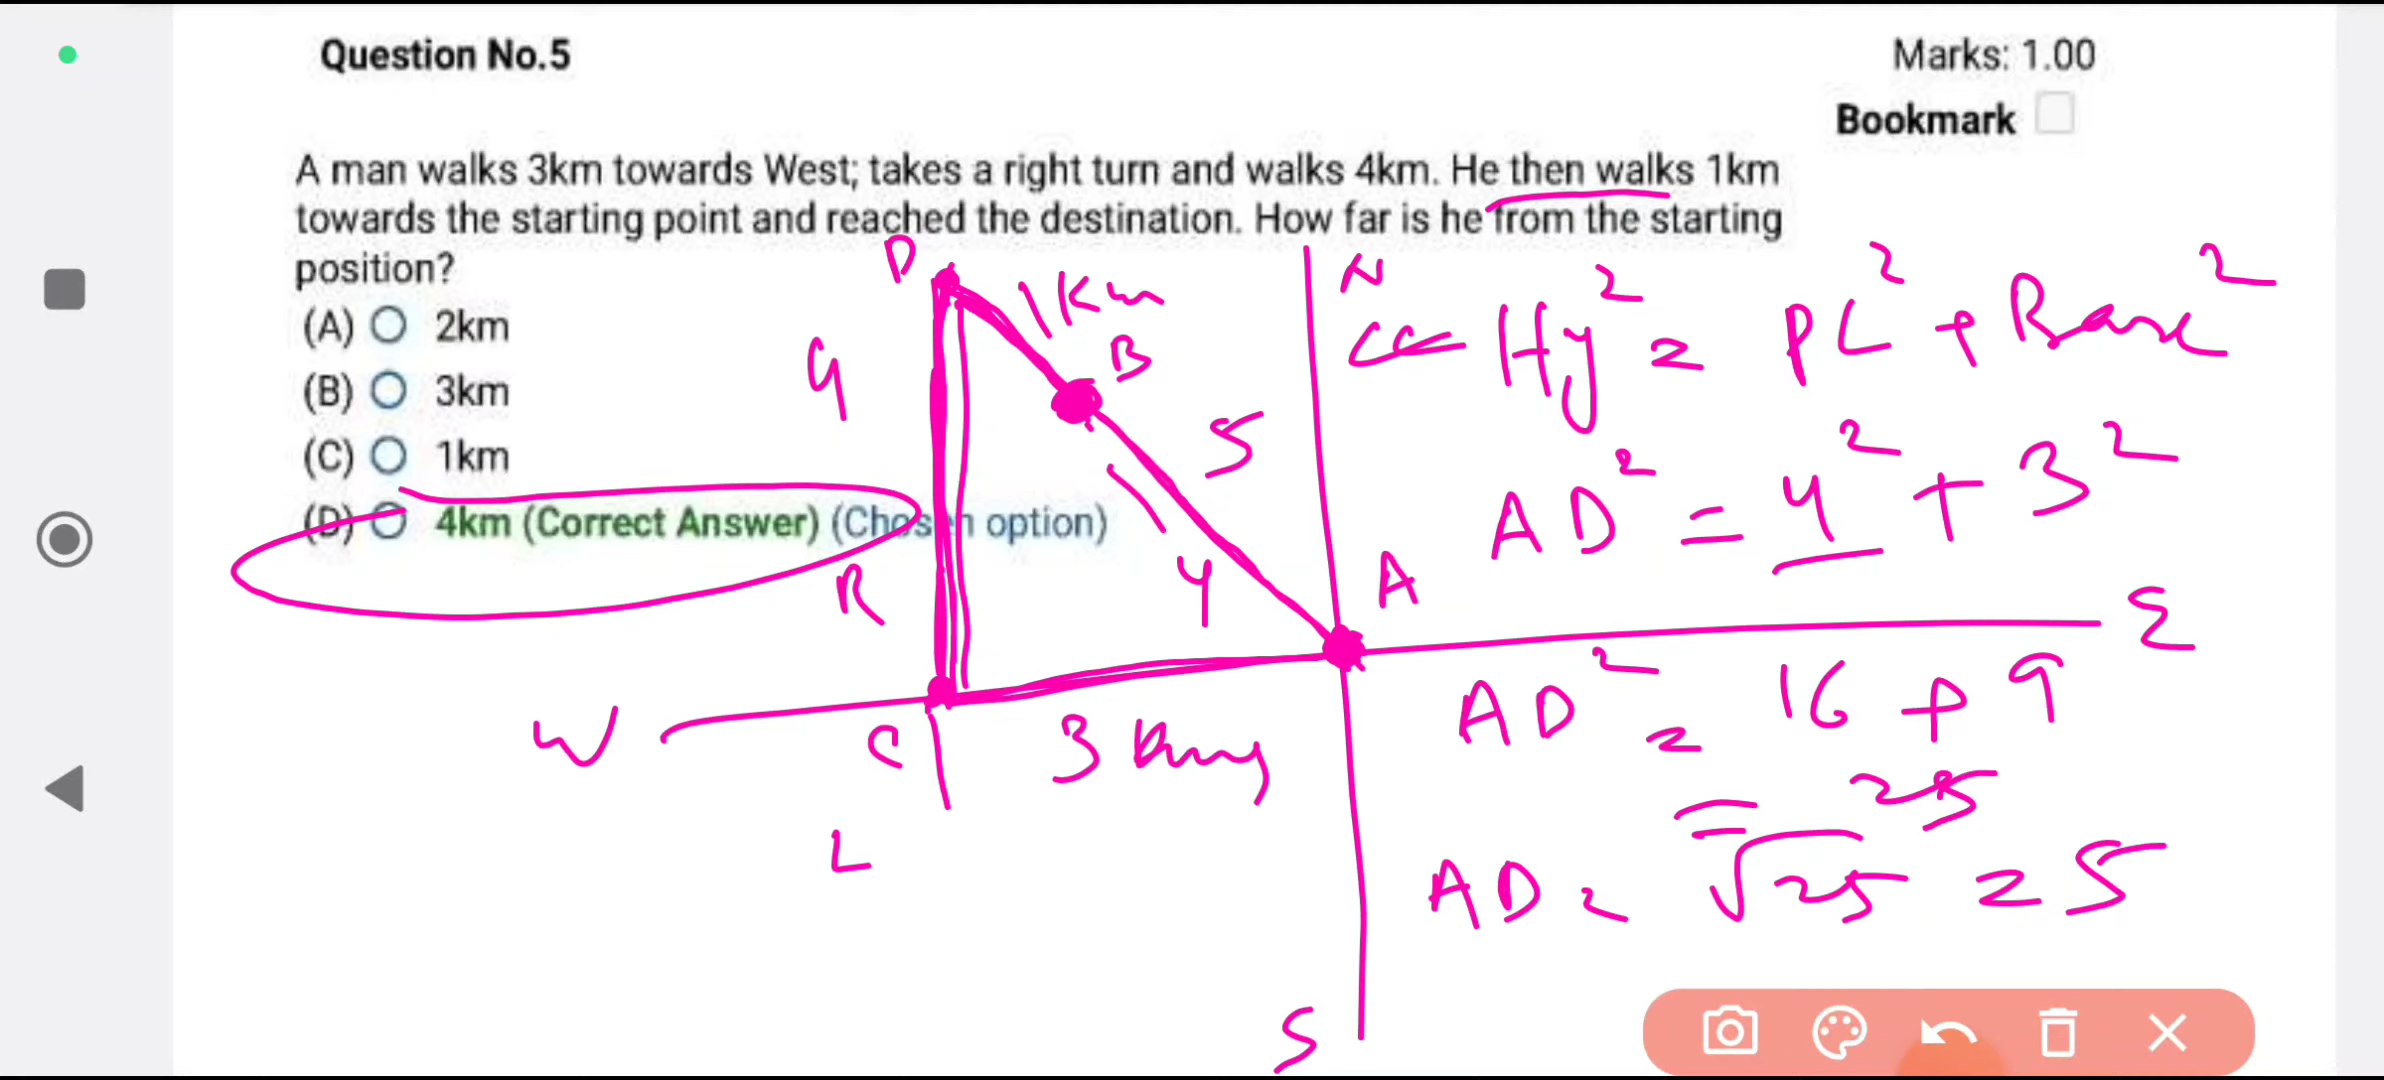 Question No.5
Marks: 1.00
Bookmark
A man walks 3km towards West; takes a right turn and walks 4km. He then walks 1km
towards the starting point and reached the destination. How far is he from the starting
position?
(A) 2km
(B) 3km
(C) 1km
(D) 4km (Correct Answer) (Chosen option)
D
1km
B
4
5
R
4
A
N
W
C
3
L
E
S
Hy² = PL² + Base²
AD² = 4² + 3²
AD² = 16 + 9
= 25
AD = √25 = 5